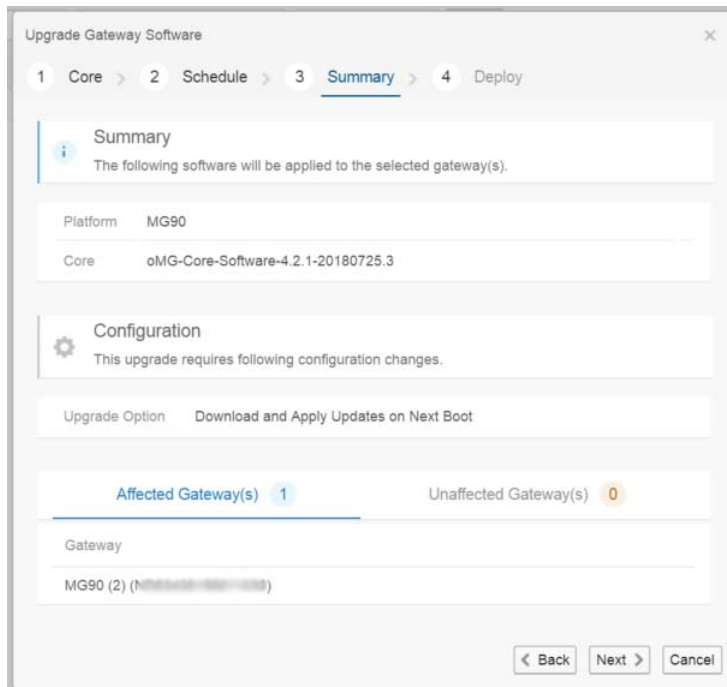 Upgrade Gateway Software
1 Core > 2 Schedule > 3 Summary > 4 Deploy
Summary
The following software will be applied to the selected gateway(s).
Platform MG90
Core oMG-Core-Software-4.2.1-20180725.3
Configuration
This upgrade requires following configuration changes.
Upgrade Option Download and Apply Updates on Next Boot
Affected Gateway(s) 1 Unaffected Gateway(s) 0
Gateway
MG90 (2)
Back Next Cancel